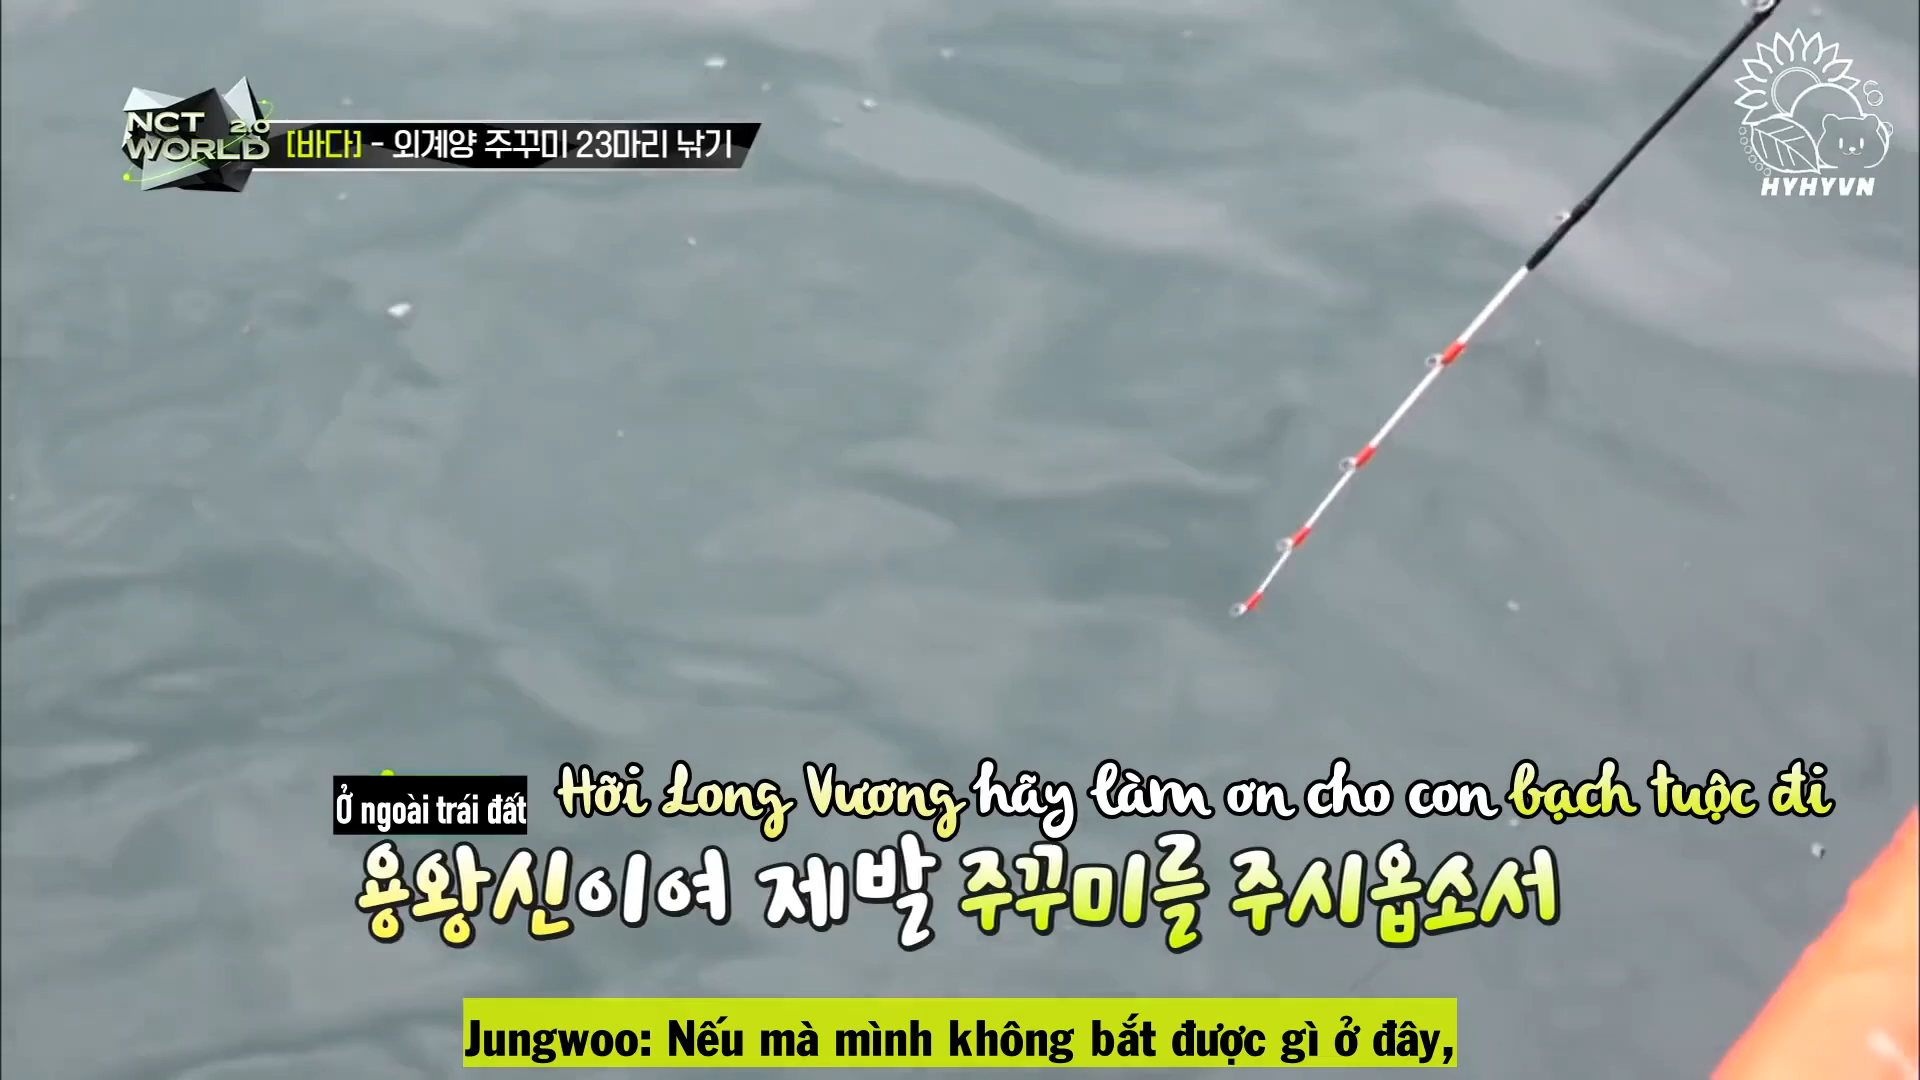 NCT WORLD 2.0
[바다] - 외계양 주꾸미 23마리 낚기
HYHYVN
Ở ngoài trái đất
Hỡi Long Vương hãy làm ơn cho con bạch tuộc đi
용왕신이여 제발 주꾸미를 주시옵소서
Jungwoo: Nếu mà mình không bắt được gì ở đây,